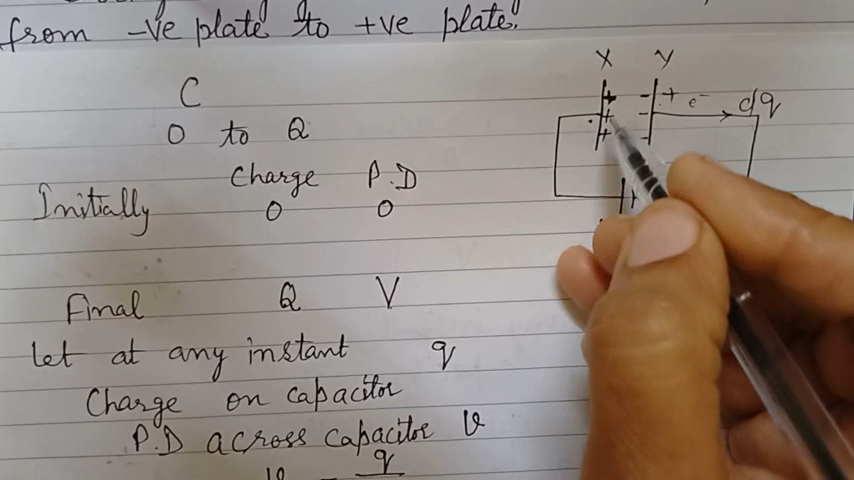 from -ve plate to +ve plate.
X Y
C
+ - + e⁻ dq
0 to Q
Charge P.D
Initially 0 0
Final Q V
Let at any instant q
Charge on capacitor
P.D across capacitor v
v = q